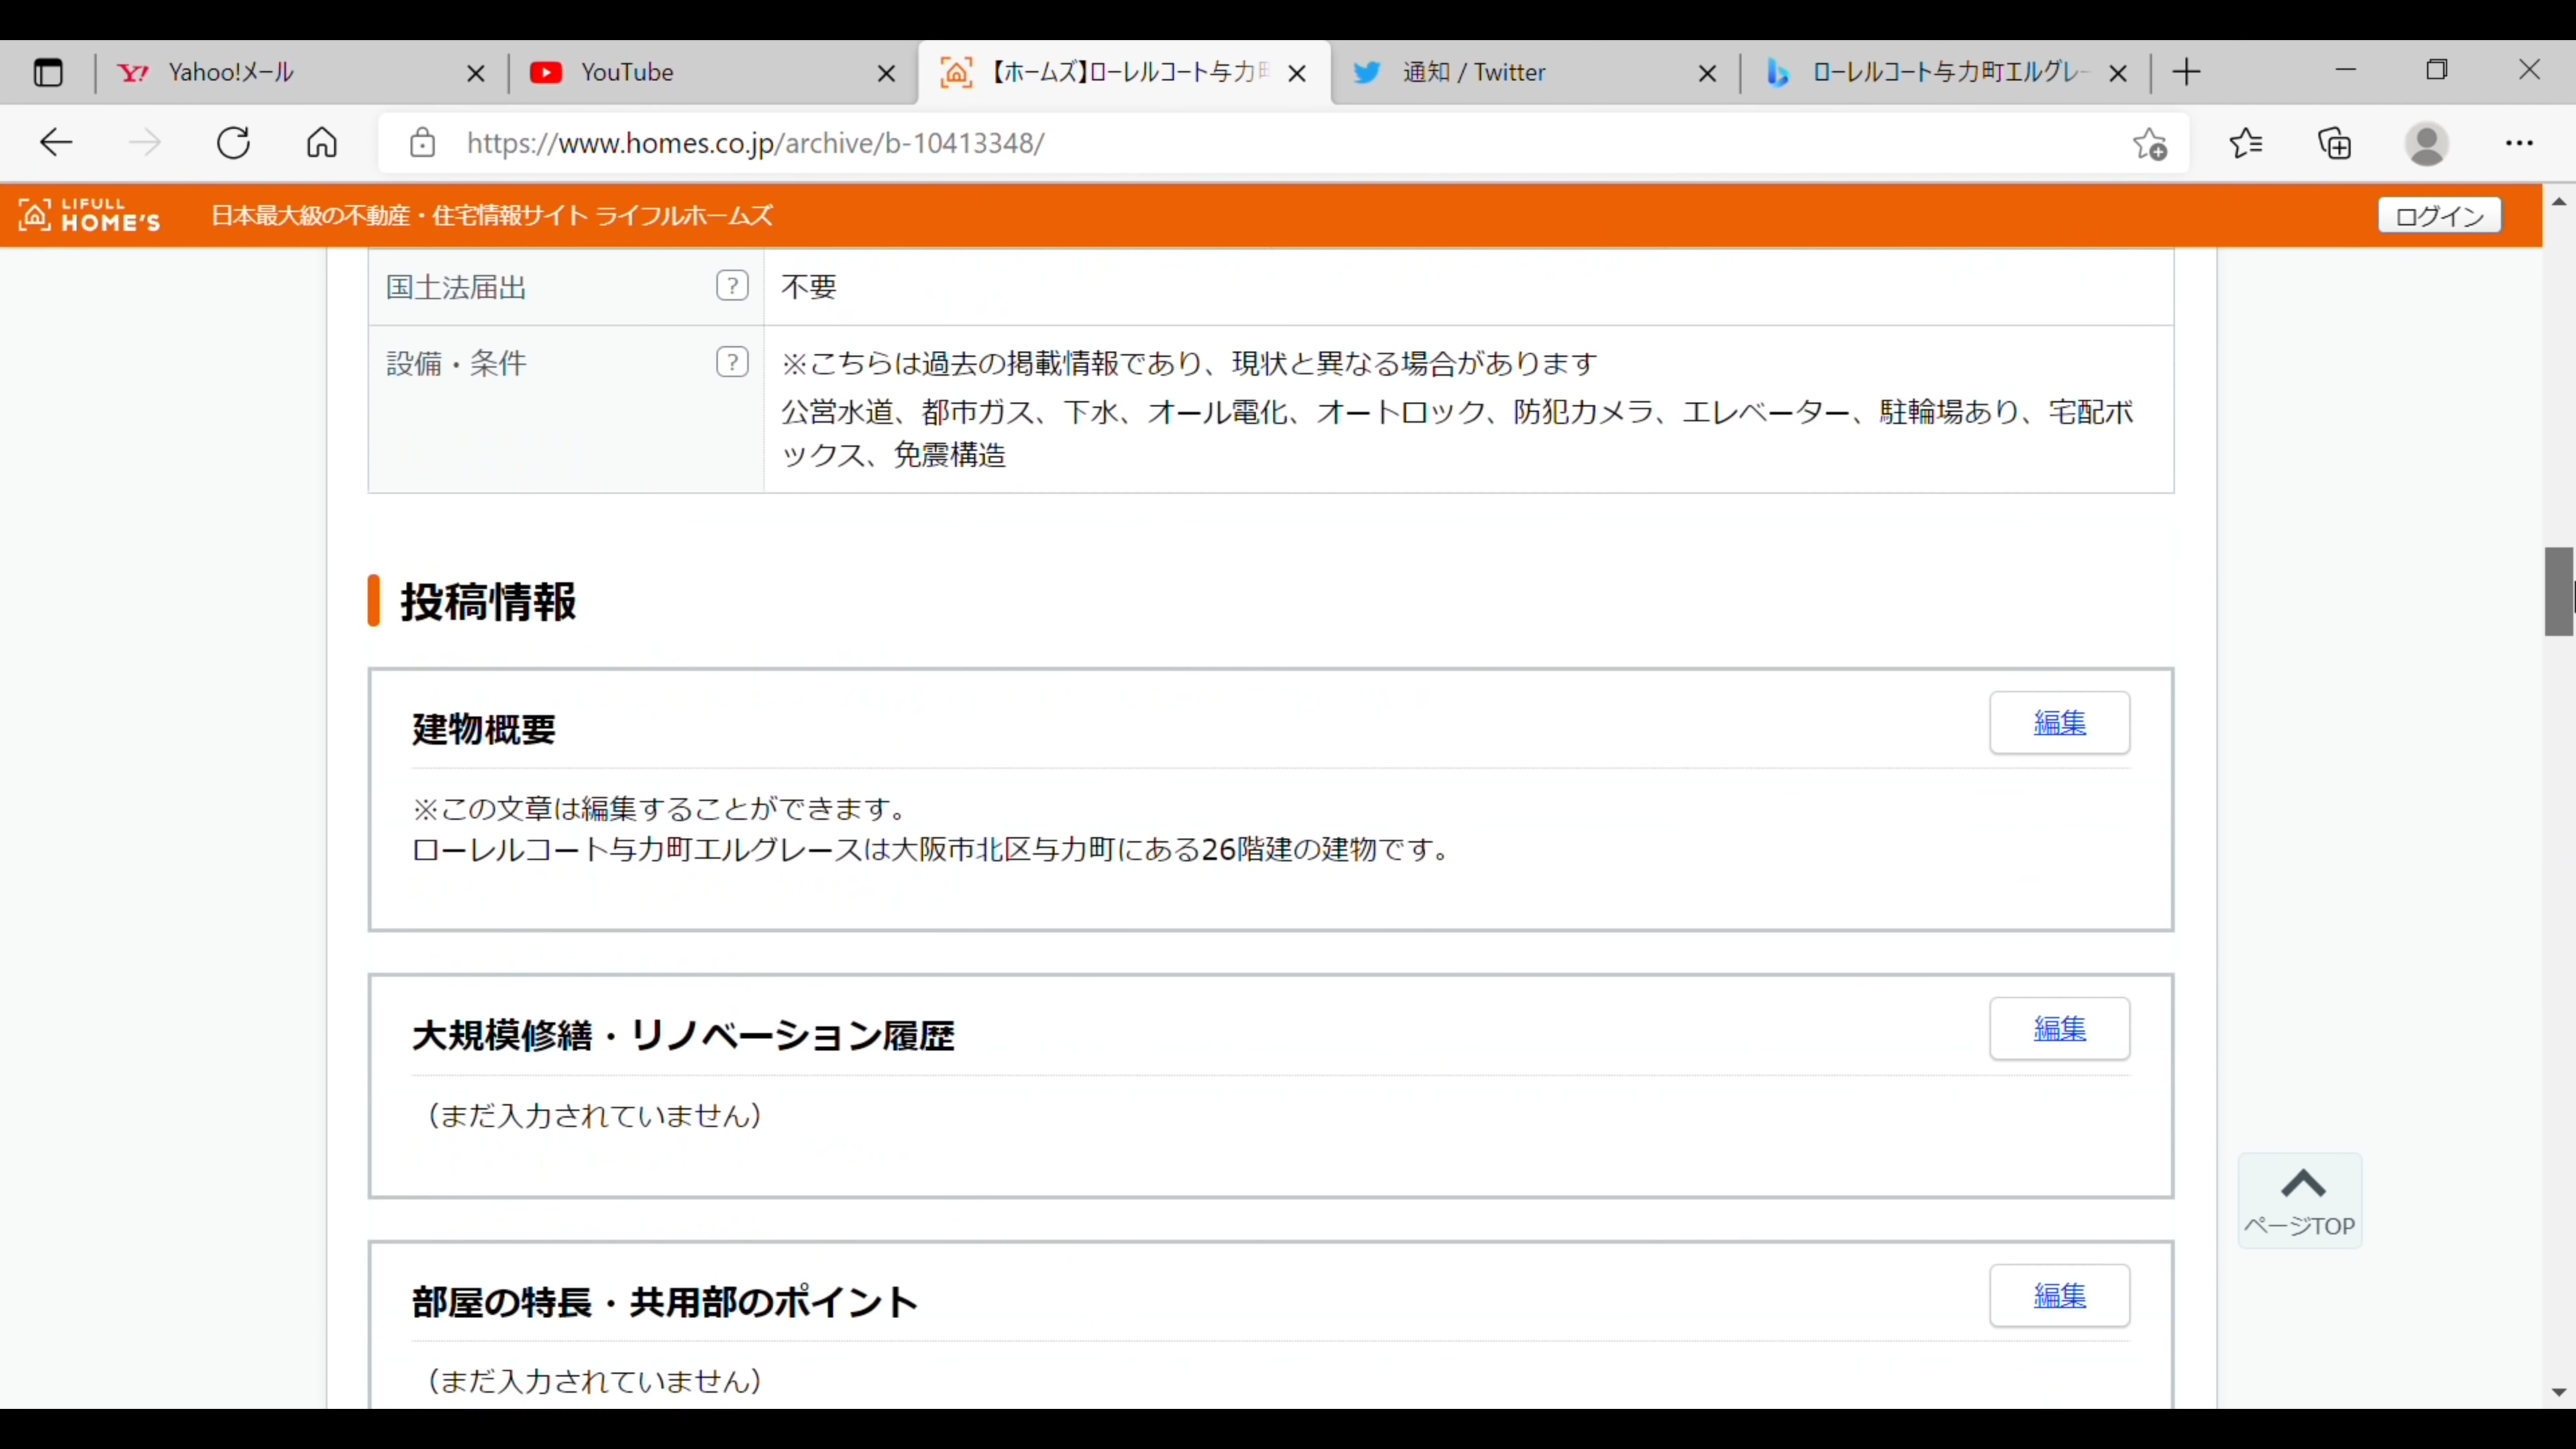 Yahoo!メール
YouTube
【ホームズ】ローレルコート与力町
通知 / Twitter
ローレルコート与力町エルグレー
https://www.homes.co.jp/archive/b-10413348/
LIFULL HOME'S
日本最大級の不動産・住宅情報サイト ライフルホームズ
ログイン
国土法届出
?
不要
設備・条件
?
※こちらは過去の掲載情報であり、現状と異なる場合があります
公営水道、都市ガス、下水、オール電化、オートロック、防犯カメラ、エレベーター、駐輪場あり、宅配ボ
ックス、免震構造
投稿情報
建物概要
編集
※この文章は編集することができます。
ローレルコート与力町エルグレースは大阪市北区与力町にある26階建の建物です。
大規模修繕・リノベーション履歴
編集
（まだ入力されていません）
部屋の特長・共用部のポイント
編集
（まだ入力されていません）
ページTOP